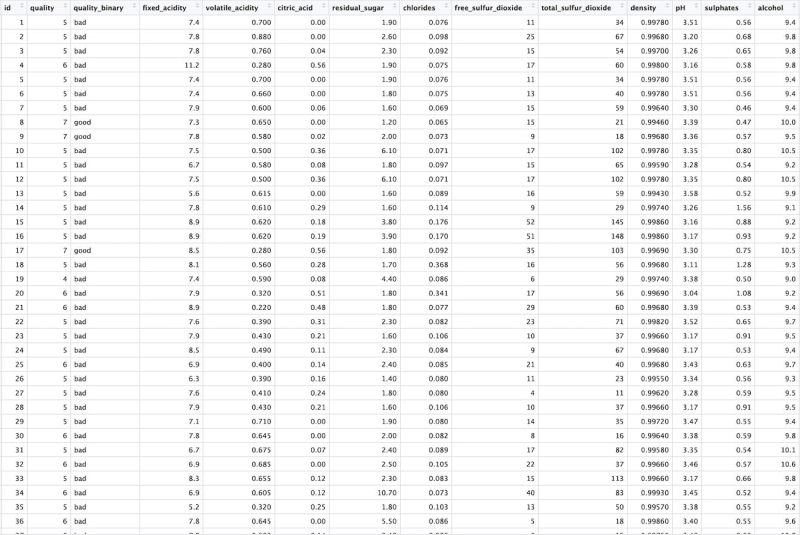 id quality quality_binary fixed_acidity volatile_acidity citric_acid residual_sugar chlorides free_sulfur_dioxide total_sulfur_dioxide density pH sulphates alcohol
1 5 bad 7.4 0.700 0.00 1.90 0.076 11 34 0.99780 3.51 0.56 9.4
2 5 bad 7.8 0.880 0.00 2.60 0.098 25 67 0.99680 3.20 0.68 9.8
3 5 bad 7.8 0.760 0.04 2.30 0.092 15 54 0.99700 3.26 0.65 9.8
4 6 bad 11.2 0.280 0.56 1.90 0.075 17 60 0.99800 3.16 0.58 9.8
5 5 bad 7.4 0.700 0.00 1.90 0.076 11 34 0.99780 3.51 0.56 9.4
6 5 bad 7.4 0.660 0.00 1.80 0.075 13 40 0.99780 3.51 0.56 9.4
7 5 bad 7.9 0.600 0.06 1.60 0.069 15 59 0.99640 3.30 0.46 9.4
8 7 good 7.3 0.650 0.00 1.20 0.065 15 21 0.99460 3.39 0.47 10.0
9 7 good 7.8 0.580 0.02 2.00 0.073 9 18 0.99680 3.36 0.57 9.5
10 5 bad 7.5 0.500 0.36 6.10 0.071 17 102 0.99780 3.35 0.80 10.5
11 5 bad 6.7 0.580 0.08 1.80 0.097 15 65 0.99590 3.28 0.54 9.2
12 5 bad 7.5 0.500 0.36 6.10 0.071 17 102 0.99780 3.35 0.80 10.5
13 5 bad 5.6 0.615 0.00 1.60 0.089 16 59 0.99430 3.58 0.52 9.9
14 5 bad 7.8 0.610 0.29 1.60 0.114 9 29 0.99740 3.26 1.56 9.1
15 5 bad 8.9 0.620 0.18 3.80 0.176 52 145 0.99860 3.16 0.88 9.2
16 5 bad 8.9 0.620 0.19 3.90 0.170 51 148 0.99860 3.17 0.93 9.2
17 7 good 8.5 0.280 0.56 1.80 0.092 35 103 0.99690 3.30 0.75 10.5
18 5 bad 8.1 0.560 0.28 1.70 0.368 16 56 0.99680 3.11 1.28 9.3
19 4 bad 7.4 0.590 0.08 4.40 0.086 6 29 0.99740 3.38 0.50 9.0
20 6 bad 7.9 0.320 0.51 1.80 0.341 17 56 0.99690 3.04 1.08 9.2
21 6 bad 8.9 0.220 0.48 1.80 0.077 29 60 0.99680 3.39 0.53 9.4
22 5 bad 7.6 0.390 0.31 2.30 0.082 23 71 0.99820 3.52 0.65 9.7
23 5 bad 7.9 0.430 0.21 1.60 0.106 10 37 0.99660 3.17 0.91 9.5
24 5 bad 8.5 0.490 0.11 2.30 0.084 9 67 0.99680 3.17 0.53 9.4
25 6 bad 6.9 0.400 0.14 2.40 0.085 21 40 0.99680 3.43 0.63 9.7
26 5 bad 6.3 0.390 0.16 1.40 0.080 11 23 0.99550 3.34 0.56 9.3
27 5 bad 7.6 0.410 0.24 1.80 0.080 4 11 0.99620 3.28 0.59 9.5
28 5 bad 7.9 0.430 0.21 1.60 0.106 10 37 0.99660 3.17 0.91 9.5
29 5 bad 7.1 0.710 0.00 1.90 0.080 14 35 0.99720 3.47 0.55 9.4
30 6 bad 7.8 0.645 0.00 2.00 0.082 8 16 0.99640 3.38 0.59 9.8
31 5 bad 6.7 0.675 0.07 2.40 0.089 17 82 0.99580 3.35 0.54 10.1
32 6 bad 6.9 0.685 0.00 2.50 0.105 22 37 0.99660 3.46 0.57 10.6
33 5 bad 8.3 0.655 0.12 2.30 0.083 15 113 0.99660 3.17 0.66 9.8
34 6 bad 6.9 0.605 0.12 10.70 0.073 40 83 0.99930 3.45 0.52 9.4
35 5 bad 5.2 0.320 0.25 1.80 0.103 13 50 0.99570 3.38 0.55 9.2
36 6 bad 7.8 0.645 0.00 5.50 0.086 5 18 0.99860 3.40 0.55 9.6